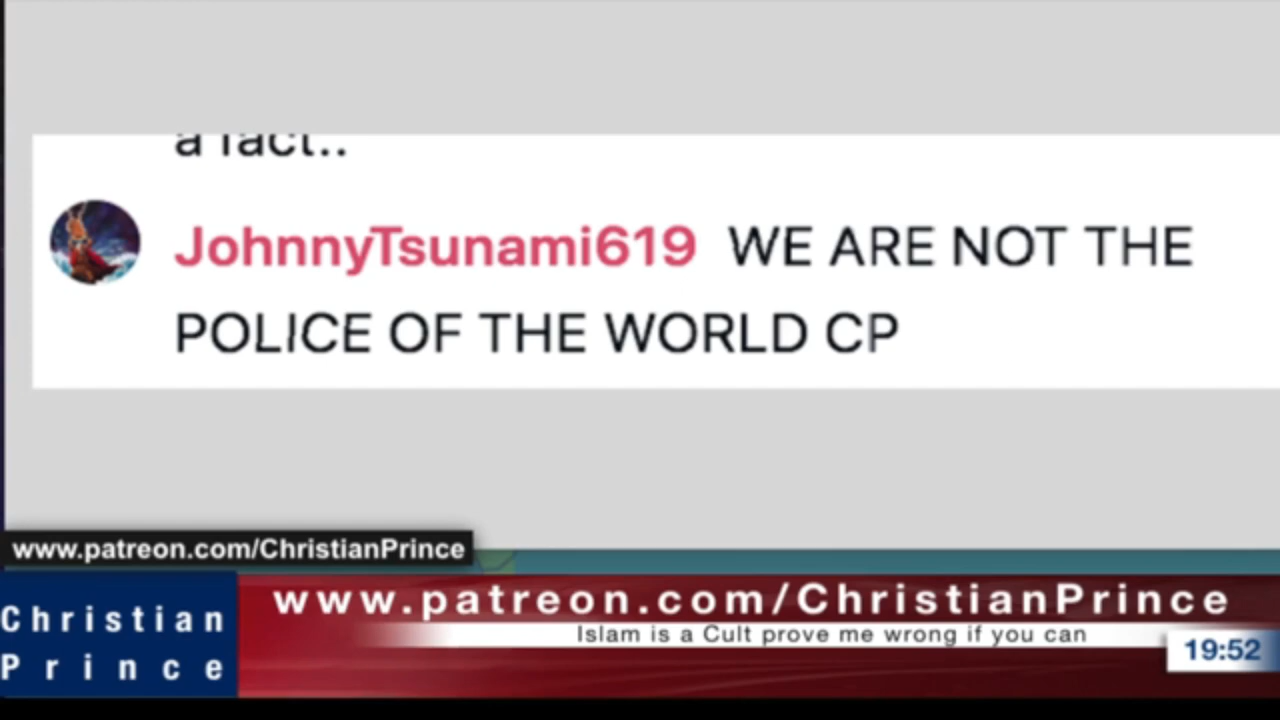 a fact..
JohnnyTsunami619 WE ARE NOT THE
POLICE OF THE WORLD CP
www.patreon.com/ChristianPrince
Christian
Prince
www.patreon.com/ChristianPrince
Islam is a Cult prove me wrong if you can
19:52